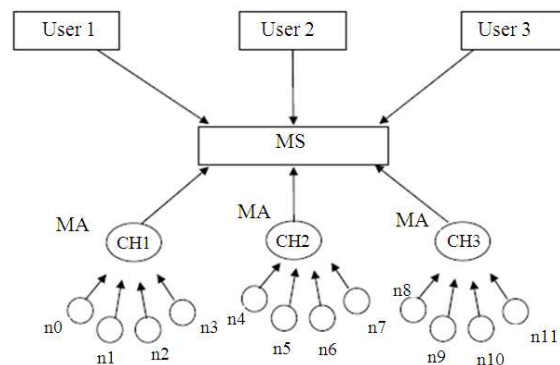 User 1
User 2
User 3
MS
MA
MA
MA
CH1
CH2
CH3
n0
n1
n2
n3
n4
n5
n6
n7
n8
n9
n10
n11